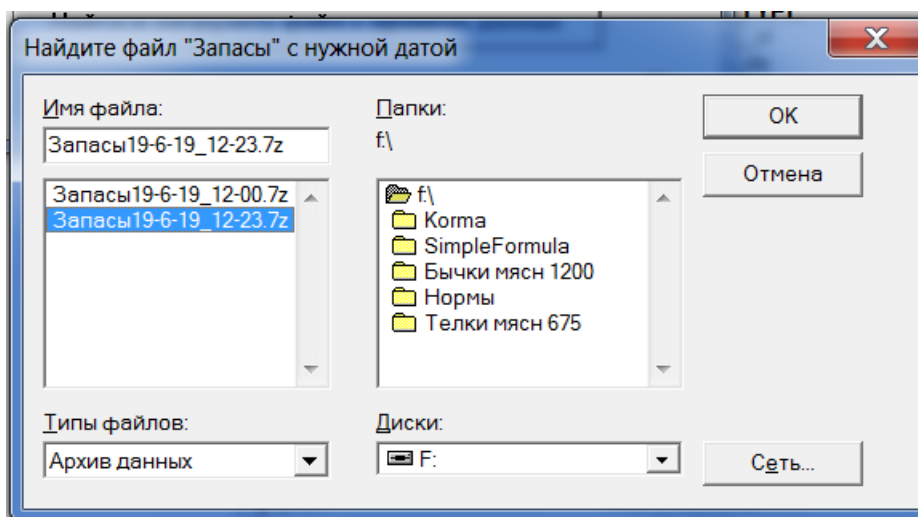 Найдите файл "Запасы" с нужной датой
Имя файла:
Запасы19-6-19_12-23.7z
Запасы19-6-19_12-00.7z
Запасы19-6-19_12-23.7z
Типы файлов:
Архив данных
Папки:
f:\
f:\
Korma
SimpleFormula
Бычки мясн 1200
Нормы
Телки мясн 675
Диски:
F:
OK
Отмена
Сеть...